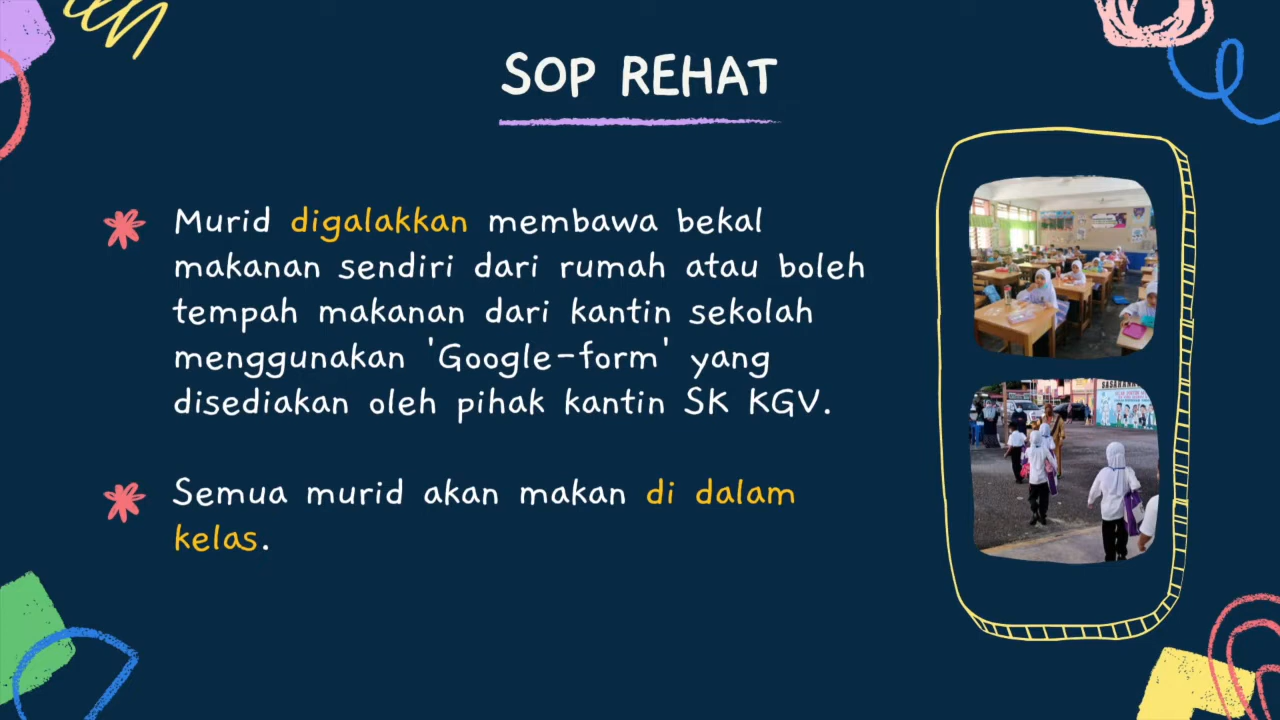 SOP REHAT
Murid digalakkan membawa bekal
makanan sendiri dari rumah atau boleh
tempah makanan dari kantin sekolah
menggunakan 'Google-form' yang
disediakan oleh pihak kantin SK KGV.
Semua murid akan makan di dalam
kelas.